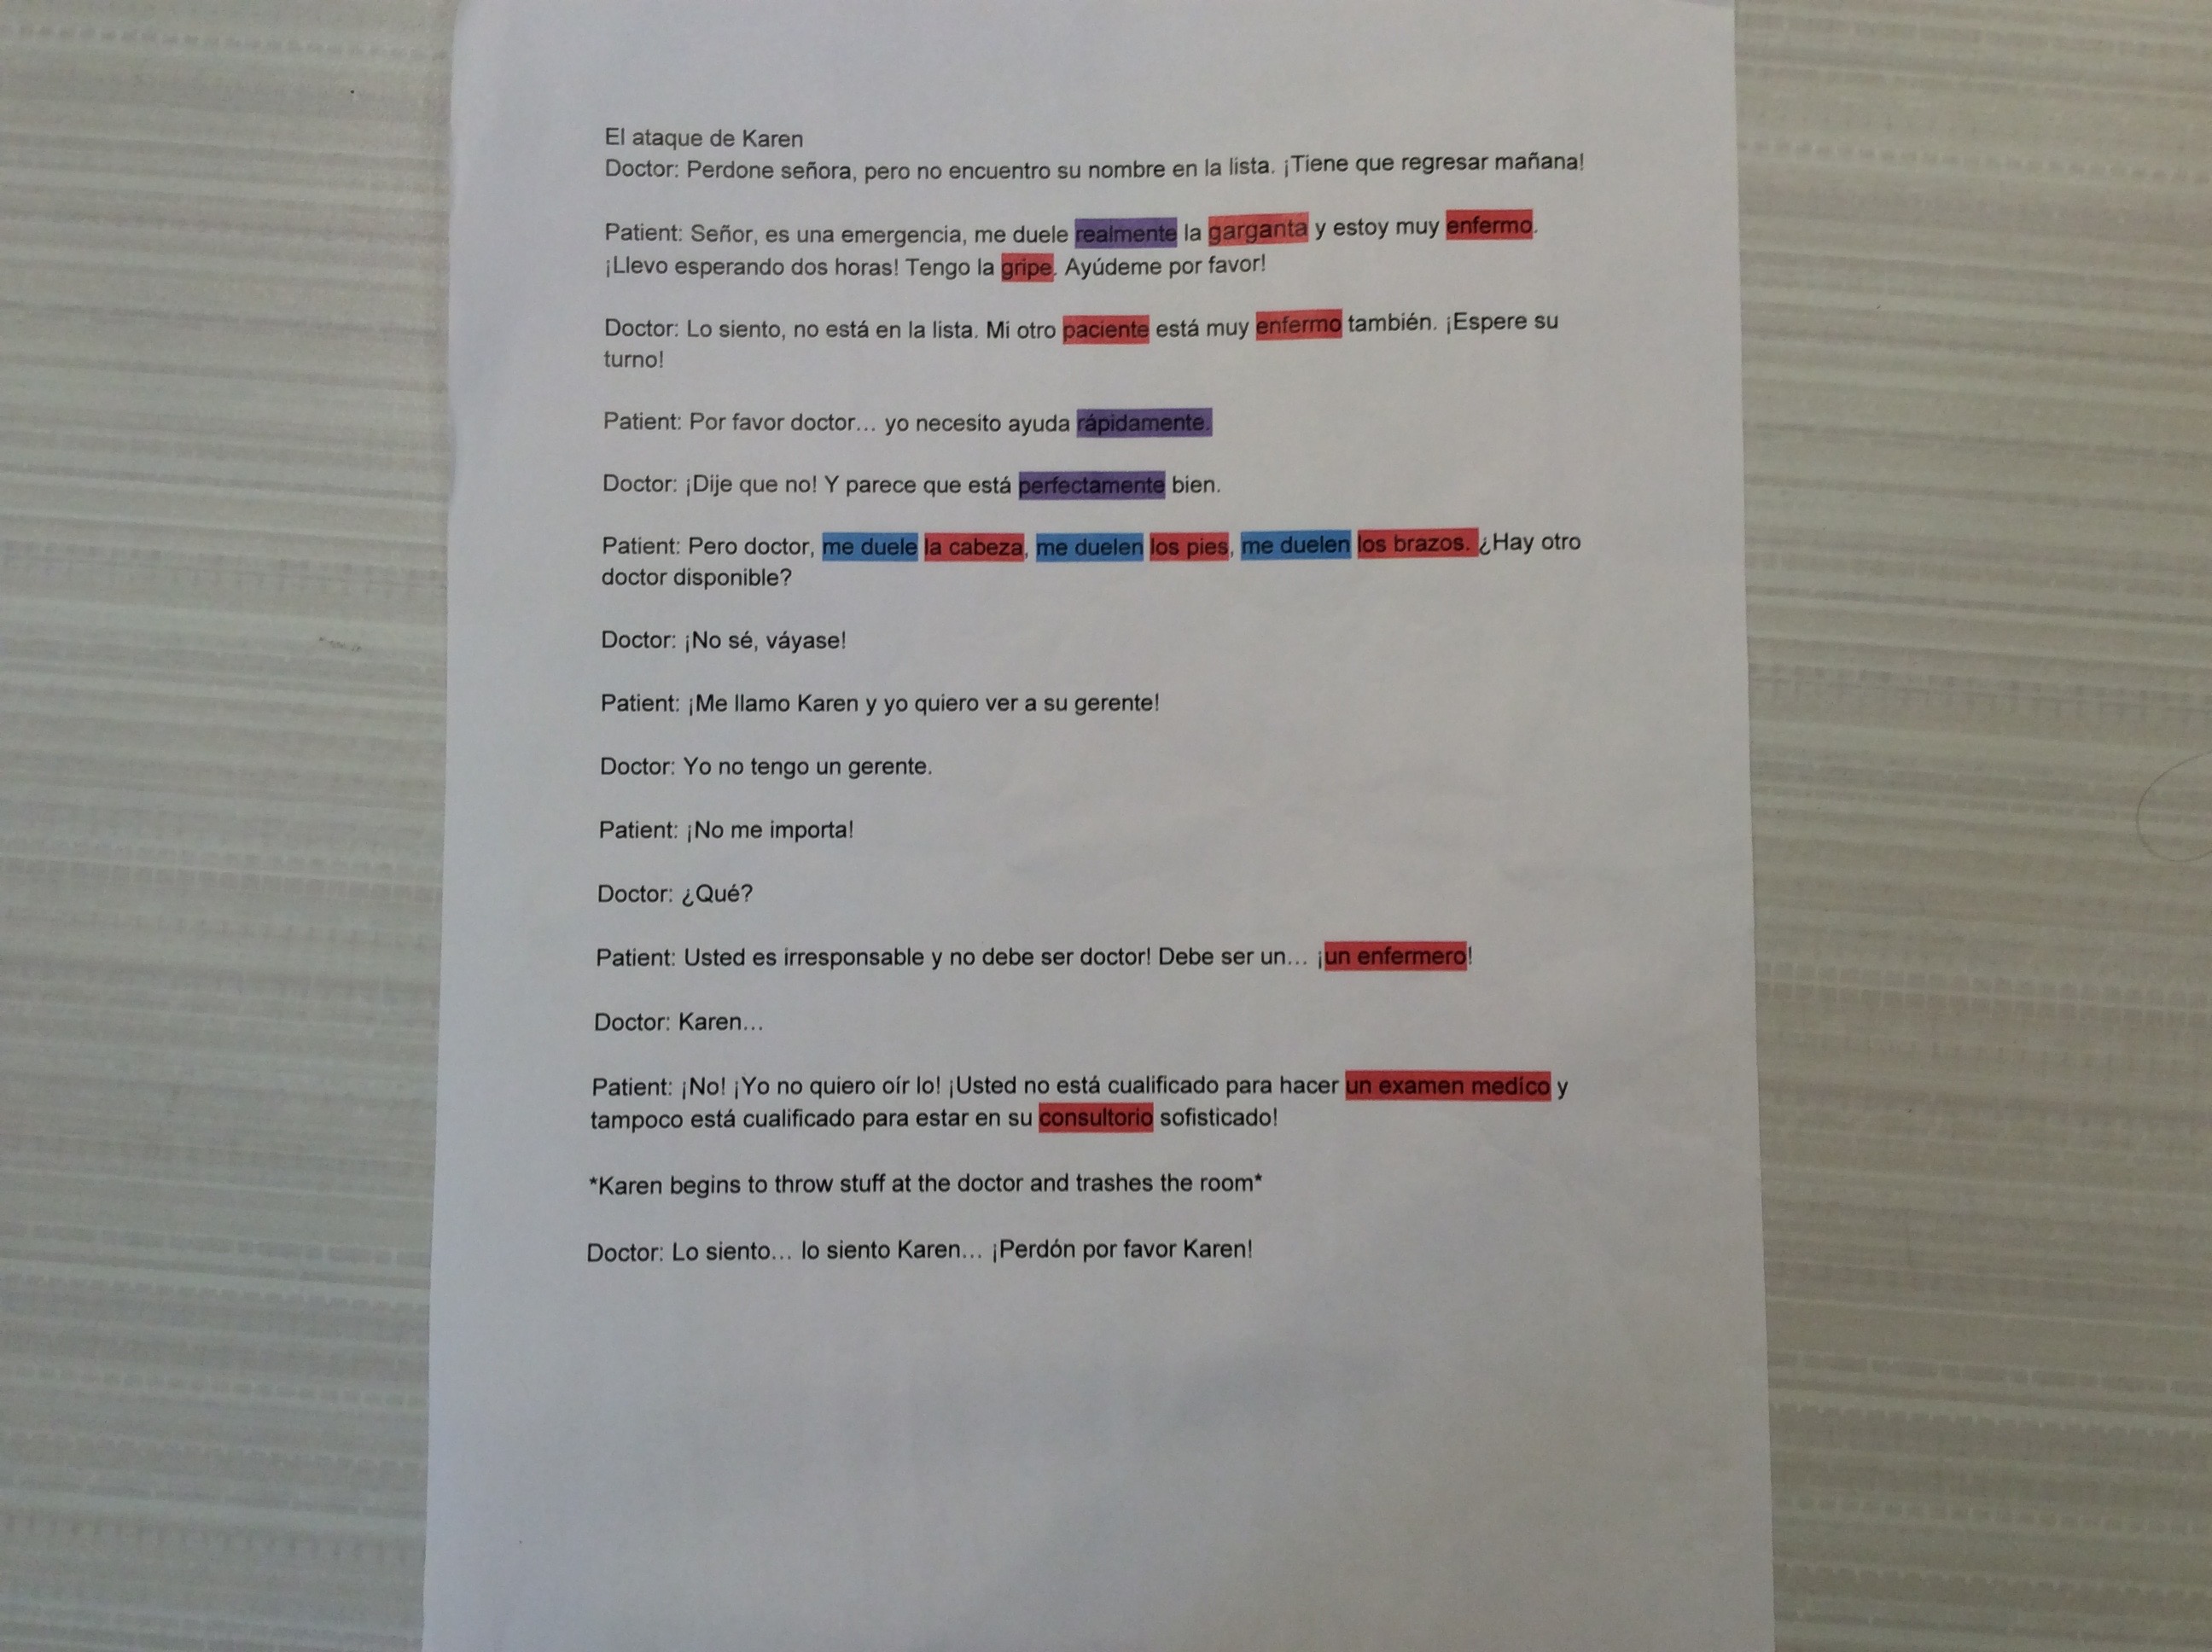 El ataque de Karen
Doctor: Perdone señora, pero no encuentro su nombre en la lista. ¡Tiene que regresar mañana!
Patient: Señor, es una emergencia, me duele realmente la garganta y estoy muy enfermo.
¡Llevo esperando dos horas! Tengo la gripe. Ayúdeme por favor!
Doctor: Lo siento, no está en la lista. Mi otro paciente está muy enfermo también. ¡Espere su
turno!
Patient: Por favor doctor... yo necesito ayuda rápidamente.
Doctor: ¡Dije que no! Y parece que está perfectamente bien.
Patient: Pero doctor, me duele la cabeza, me duelen los pies, me duelen los brazos. ¿Hay otro
doctor disponible?
Doctor: ¡No sé, váyase!
Patient: ¡Me llamo Karen y yo quiero ver a su gerente!
Doctor: Yo no tengo un gerente.
Patient: ¡No me importa!
Doctor: ¿Qué?
Patient: Usted es irresponsable y no debe ser doctor! Debe ser un... ¡un enfermero!
Doctor: Karen...
Patient: ¡No! ¡Yo no quiero oír lo! ¡Usted no está cualificado para hacer un examen medíco y
tampoco está cualificado para estar en su consultorio sofisticado!
*Karen begins to throw stuff at the doctor and trashes the room*
Doctor: Lo siento... lo siento Karen... ¡Perdón por favor Karen!